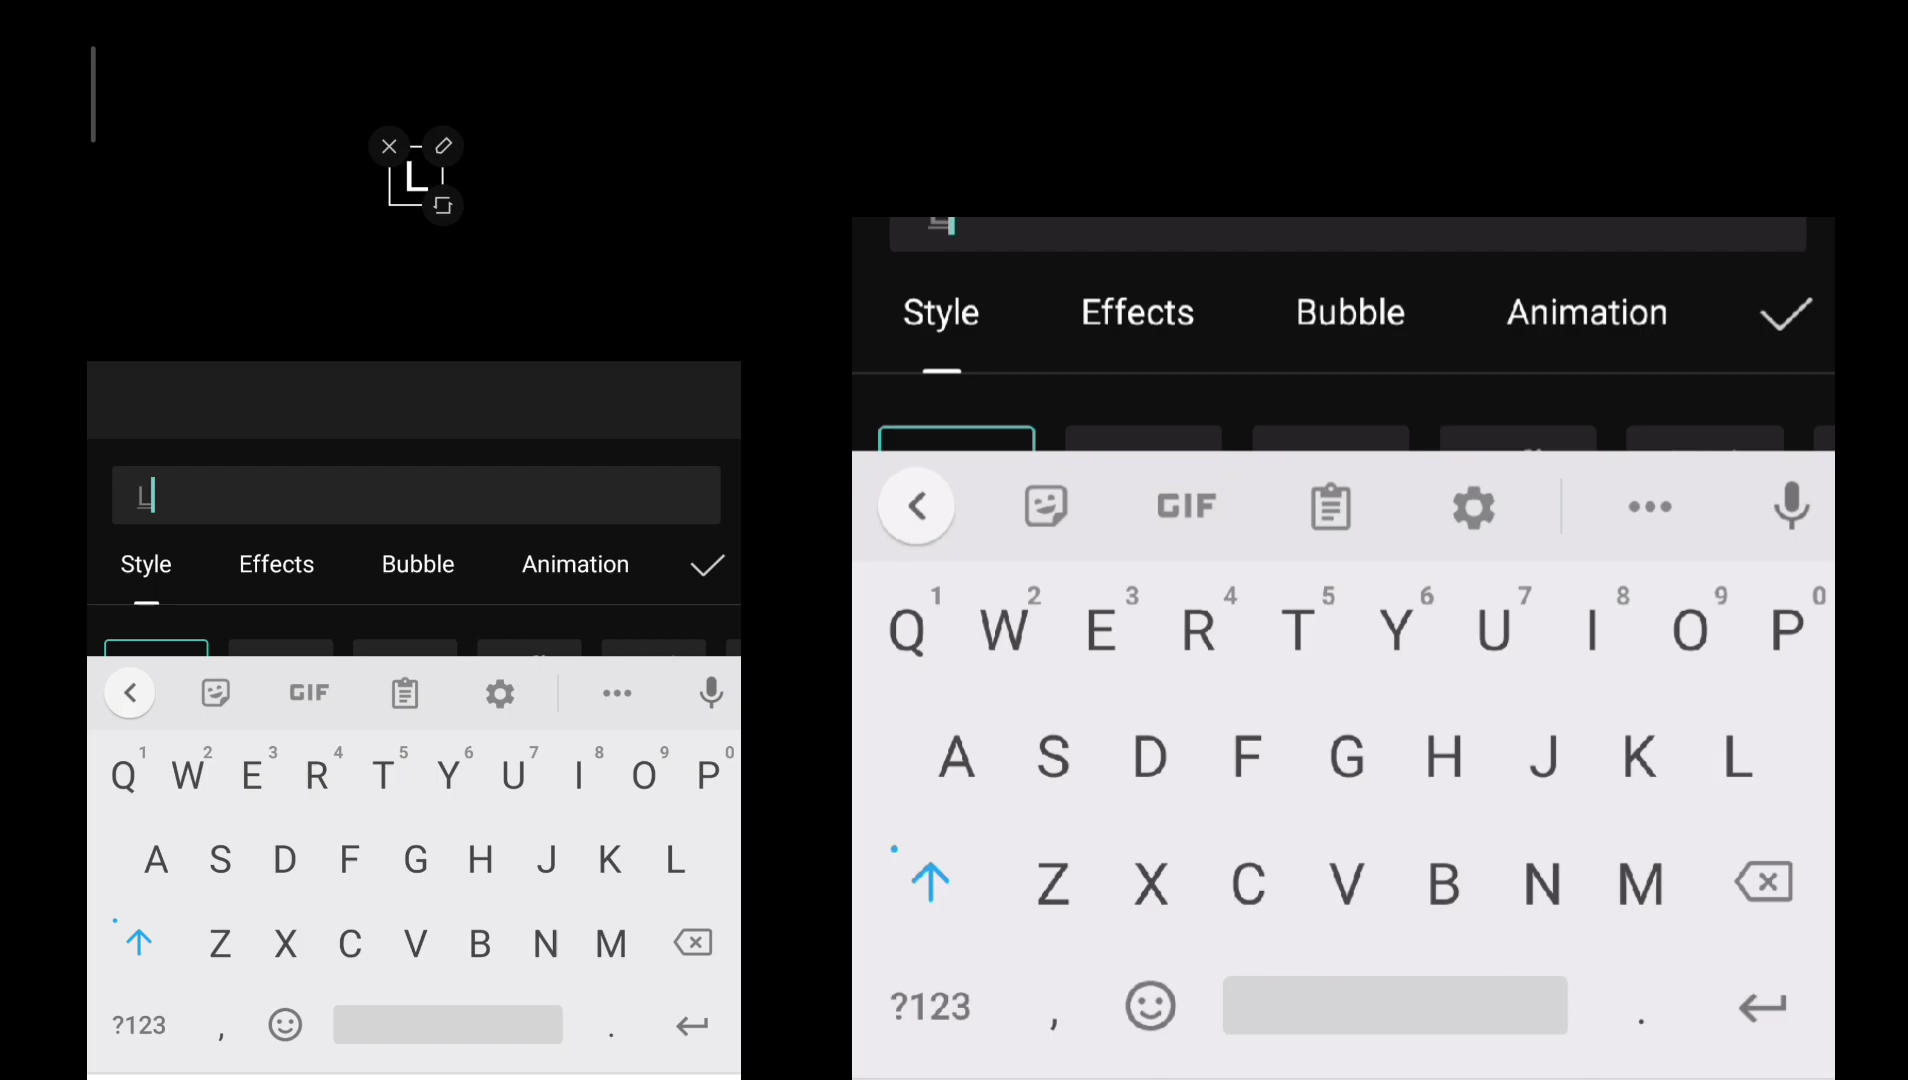 L
L
Style Effects Bubble Animation
GIF
1 2 3 4 5 6 7 8 9 0
Q W E R T Y U I O P
A S D F G H J K L
Z X C V B N M
?123 , .
L
Style Effects Bubble Animation
GIF
1 2 3 4 5 6 7 8 9 0
Q W E R T Y U I O P
A S D F G H J K L
Z X C V B N M
?123 , .